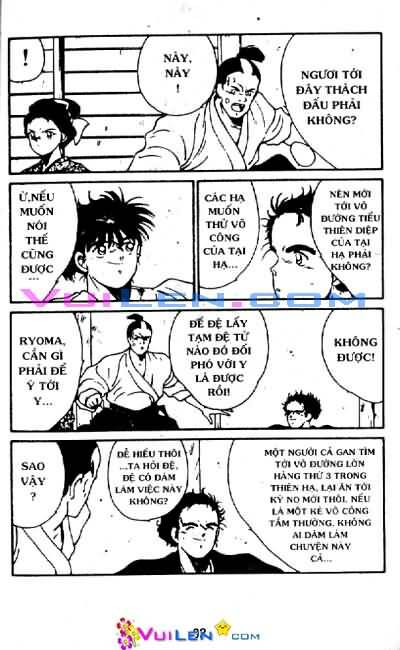 !
NÀY,
NÀY
!
NGƯƠI TỚI
ĐÂY THÁCH
ĐẤU PHẢI
KHÔNG?
Ừ, NẾU
MUỐN
NÓI
THẾ
CŨNG
ĐƯỢC
...
CÁC HẠ
MUỐN
THỬ VÕ
CÔNG
CỦA TẠI
HẠ...
NÊN MỚI
TỚI VÕ
ĐƯỜNG TIỂU
THIÊN DIỆP
CỦA TẠI
HẠ PHẢI
KHÔNG?
VuiLen.com
RYOMA,
CẦN GÌ
PHẢI ĐỂ
Ý TỚI
Y...
ĐỂ ĐỆ LẤY
TẠM ĐỆ TỬ
NÀO ĐÓ ĐỐI
PHÓ VỚI Y
LÀ ĐƯỢC
RỒI!
KHÔNG
ĐƯỢC!
SAO
VẬY
?
DỄ HIỂU THÔI
...TA HỎI ĐỆ,
ĐỆ CÓ DÁM
LÀM VIỆC NÀY
KHÔNG?
MỘT NGƯỜI CẢ GAN TÌM
TỚI VÕ ĐƯỜNG LỚN
HÀNG THỨ 3 TRONG
THIÊN HẠ, LẠI ĂN TỚI
KỲ NO MỚI THÔI. NẾU
LÀ MỘT KẺ VÕ CÔNG
TẦM THƯỜNG, KHÔNG
AI DÁM LÀM
CHUYỆN NÀY
CẢ...
VuiLen.com